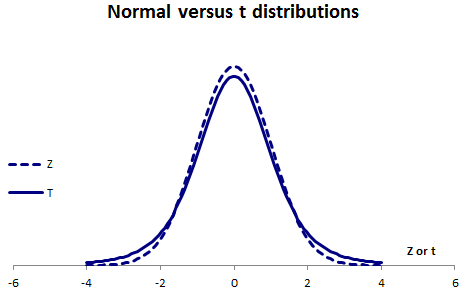 Normal versus t distributions
Z
T
Z or t
-6 -4 -2 0 2 4 6